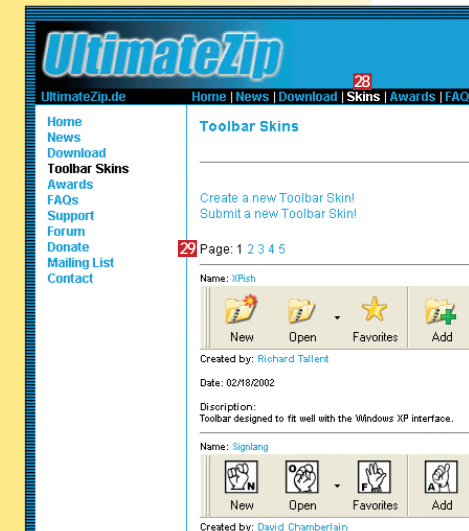 UltimateZip
28
UltimateZip.de
Home | News | Download | Skins | Awards | FAQ
Home
News
Download
Toolbar Skins
Awards
FAQs
Support
Forum
Donate
Mailing List
Contact
Toolbar Skins
Create a new Toolbar Skin!
Submit a new Toolbar Skin!
29 Page: 1 2 3 4 5
Name: XPish
New Open Favorites Add
Created by: Richard Tallent
Date: 02/18/2002
Discription:
Toolbar designed to fit well with the Windows XP interface.
Name: Signlang
N O F A
New Open Favorites Add
Created by: David Chamberlain